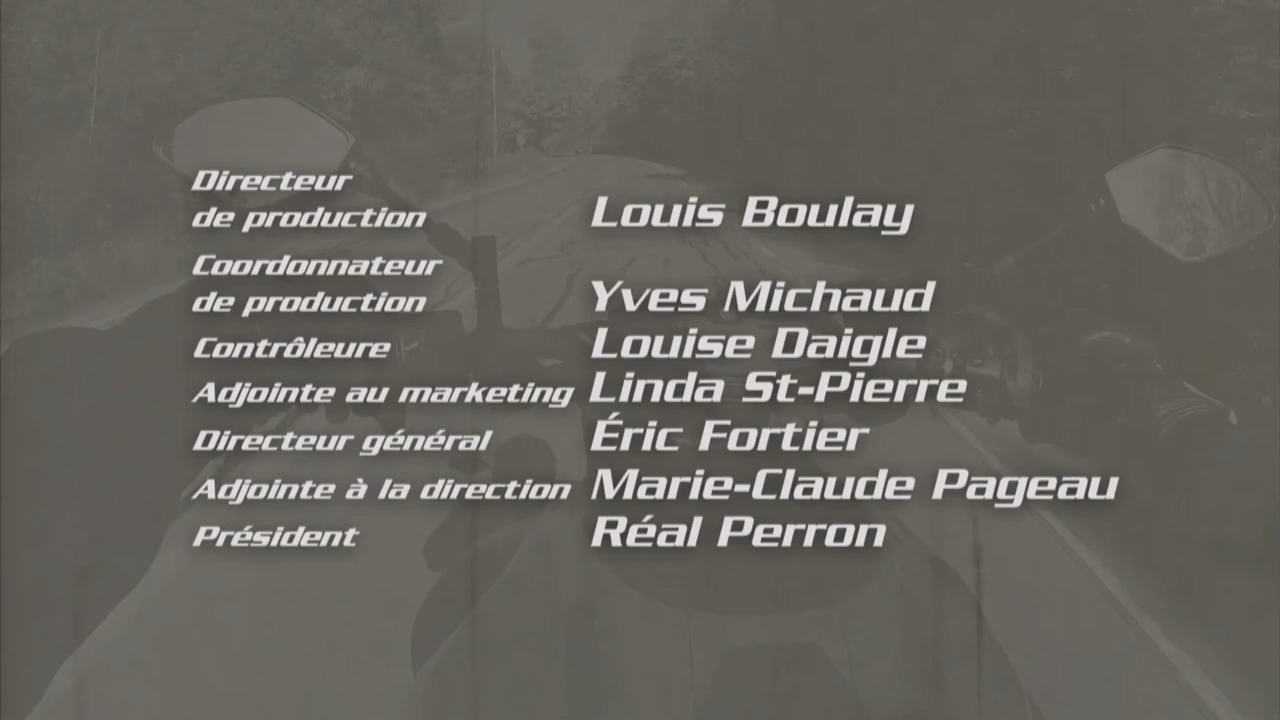 Directeur
de production Louis Boulay
Coordonnateur
de production Yves Michaud
Contrôleure Louise Daigle
Adjointe au marketing Linda St-Pierre
Directeur général Éric Fortier
Adjointe à la direction Marie-Claude Pageau
Président Réal Perron